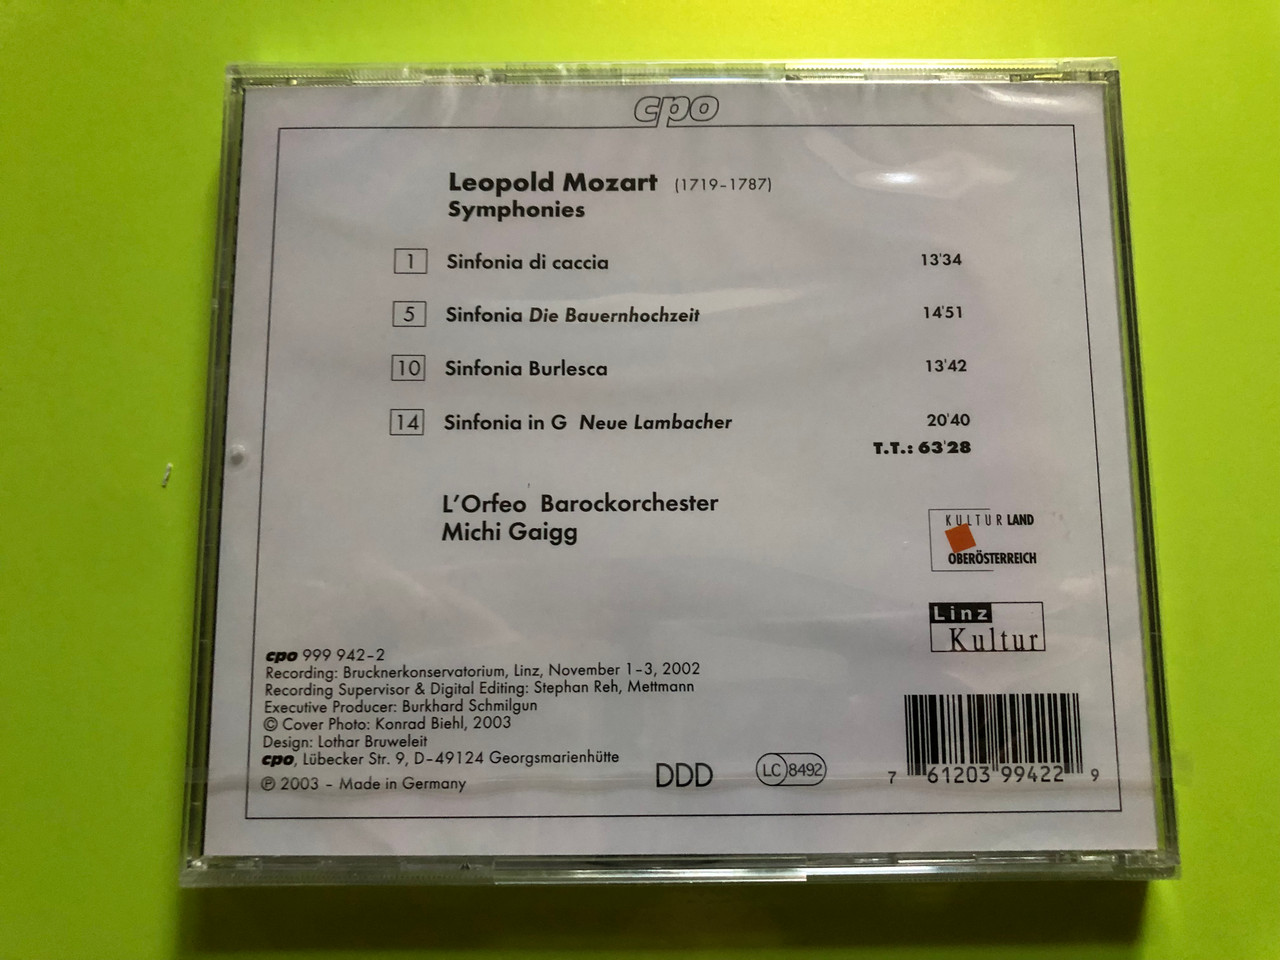 cpo
Leopold Mozart (1719-1787)
Symphonies
1 Sinfonia di caccia 13'34
5 Sinfonia Die Bauernhochzeit 14'51
10 Sinfonia Burlesca 13'42
14 Sinfonia in G Neue Lambacher 20'40
T.T.: 63'28
L'Orfeo Barockorchester
Michi Gaigg
KULTUR LAND
OBERÖSTERREICH
Linz
Kultur
cpo 999 942-2
Recording: Brucknerkonservatorium, Linz, November 1-3, 2002
Recording Supervisor & Digital Editing: Stephan Reh, Mettmann
Executive Producer: Burkhard Schmilgun
© Cover Photo: Konrad Biehl, 2003
Design: Lothar Bruweleit
cpo, Lübecker Str. 9, D-49124 Georgsmarienhütte
℗ 2003 - Made in Germany
DDD
LC 8492
7 61203 99422 9